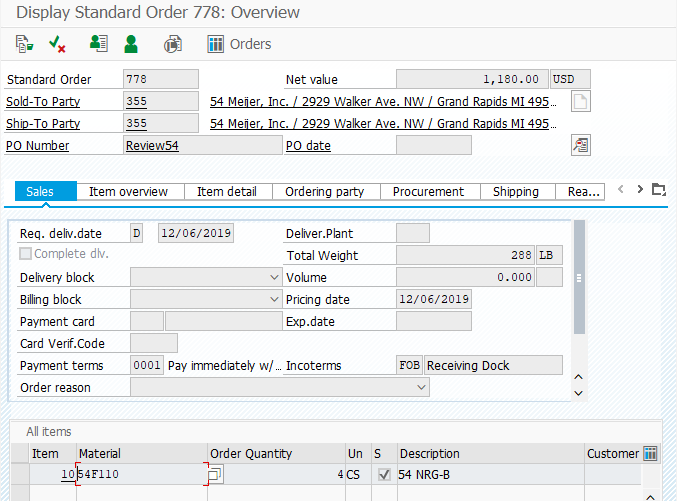 Display Standard Order 778: Overview
Orders
Standard Order 778 Net value 1,180.00 USD
Sold-To Party 355 54 Meijer, Inc. / 2929 Walker Ave. NW / Grand Rapids MI 495...
Ship-To Party 355 54 Meijer, Inc. / 2929 Walker Ave. NW / Grand Rapids MI 495...
PO Number Review54 PO date
Sales Item overview Item detail Ordering party Procurement Shipping Rea...
Req. deliv.date D 12/06/2019 Deliver.Plant
Complete dlv. Total Weight 288 LB
Delivery block Volume 0.000
Billing block Pricing date 12/06/2019
Payment card Exp.date
Card Verif.Code
Payment terms 0001 Pay immediately w/... Incoterms FOB Receiving Dock
Order reason
All items
Item Material Order Quantity Un S Description Customer
10 54F110 4 CS 54 NRG-B